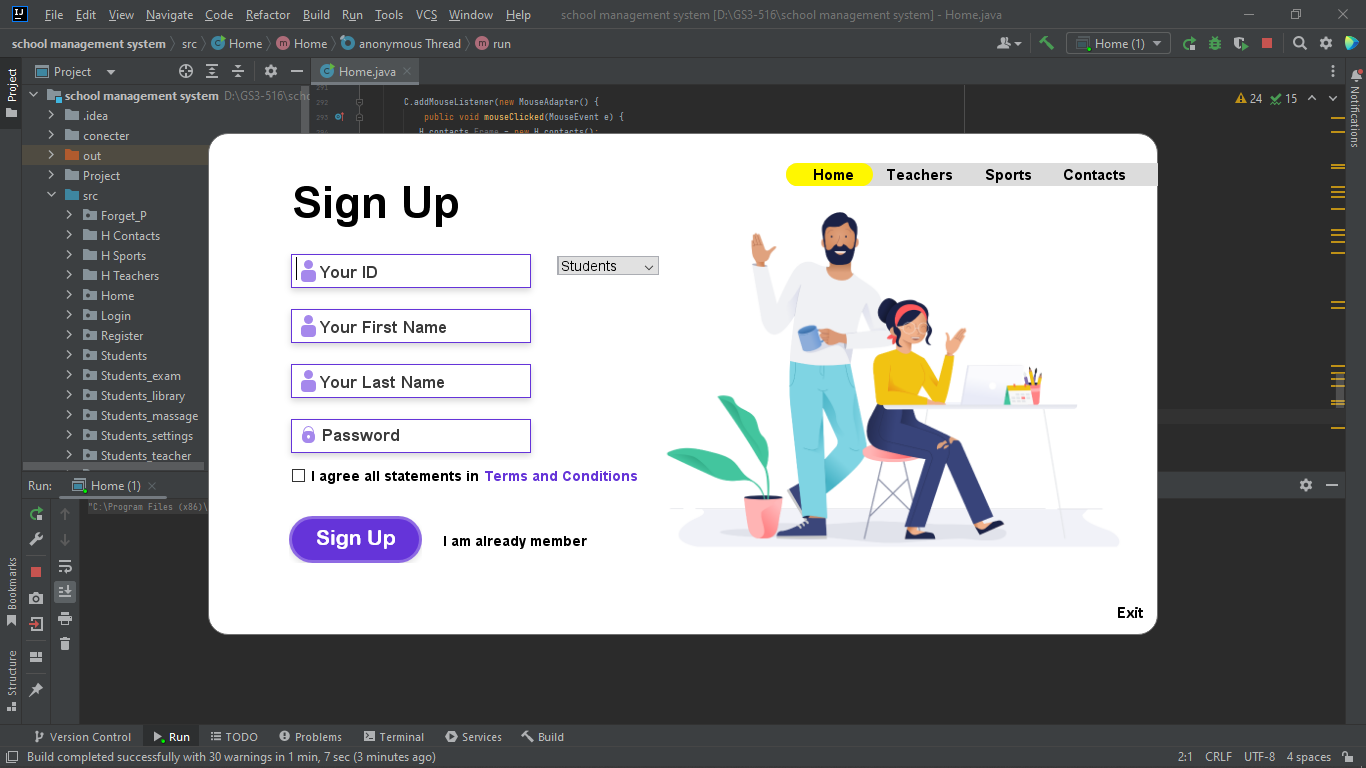 File Edit View Navigate Code Refactor Build Run Tools VCS Window Help school management system [D:\GS3-516\school management system] - Home.java
school management system src Home Home anonymous Thread run Home (1)
Project Home.java
Project
school management system D:\GS3-516\scho
.idea
conecter
out
Project
src
Forget_P
H Contacts
H Sports
H Teachers
Home
Login
Register
Students
Students_exam
Students_library
Students_massage
Students_settings
Students_teacher
291
292 C.addMouseListener(new MouseAdapter() {
293 public void mouseClicked(MouseEvent e) {
24 15
Notifications
Home Teachers Sports Contacts
Sign Up
Your ID
Students
Your First Name
Your Last Name
Password
I agree all statements in Terms and Conditions
Sign Up I am already member
Exit
Run: Home (1)
"C:\Program Files (x86)\
Bookmarks
Structure
Version Control Run TODO Problems Terminal Services Build
Build completed successfully with 30 warnings in 1 min, 7 sec (3 minutes ago) 2:1 CRLF UTF-8 4 spaces